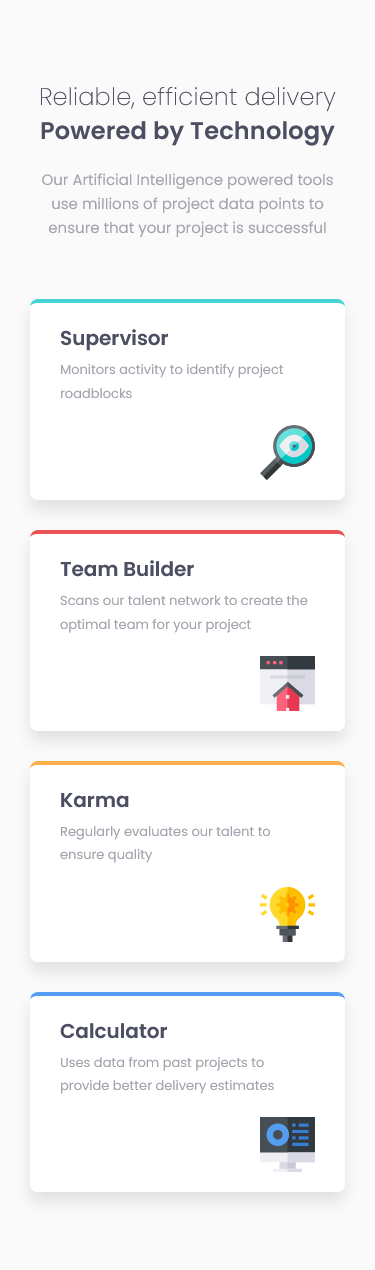 Reliable, efficient delivery
Powered by Technology
Our Artificial Intelligence powered tools
use millions of project data points to
ensure that your project is successful
Supervisor
Monitors activity to identify project
roadblocks
Team Builder
Scans our talent network to create the
optimal team for your project
Karma
Regularly evaluates our talent to
ensure quality
Calculator
Uses data from past projects to
provide better delivery estimates